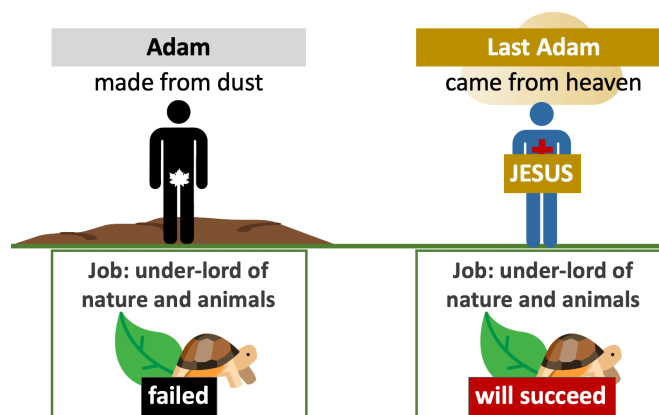 Adam
made from dust
Job: under-lord of
nature and animals
failed
Last Adam
came from heaven
JESUS
Job: under-lord of
nature and animals
will succeed